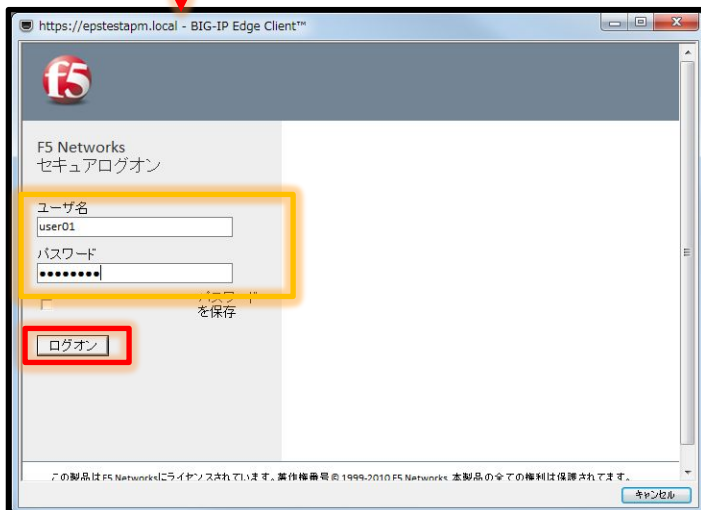 https://epstestapm.local - BIG-IP Edge Client™
f5
F5 Networks
セキュアログオン
ユーザ名
user01
パスワード
••••••••
パスワード
を保存
ログオン
この製品はF5 Networksにライセンスされています。著作権番号 © 1999-2010 F5 Networks. 本製品の全ての権利は保護されてます。
キャンセル